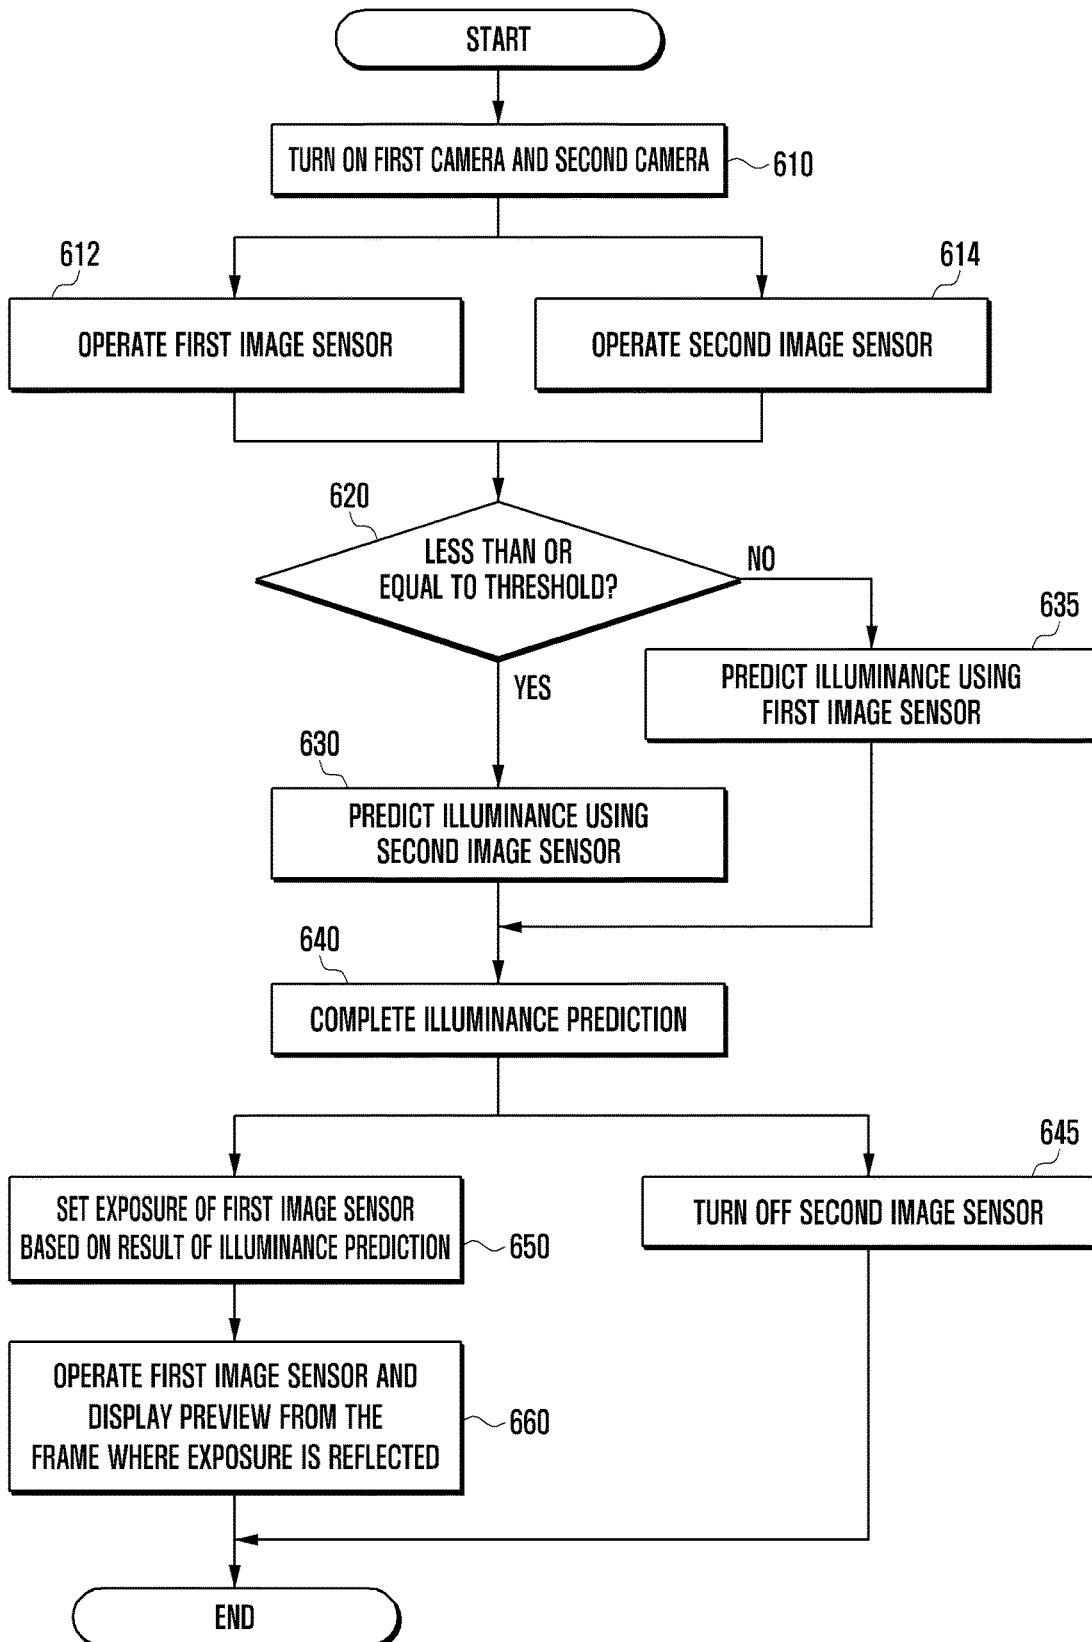 START
TURN ON FIRST CAMERA AND SECOND CAMERA
610
612
614
OPERATE FIRST IMAGE SENSOR
OPERATE SECOND IMAGE SENSOR
620
LESS THAN OR
EQUAL TO THRESHOLD?
NO
635
YES
PREDICT ILLUMINANCE USING
FIRST IMAGE SENSOR
630
PREDICT ILLUMINANCE USING
SECOND IMAGE SENSOR
640
COMPLETE ILLUMINANCE PREDICTION
645
SET EXPOSURE OF FIRST IMAGE SENSOR
BASED ON RESULT OF ILLUMINANCE PREDICTION
650
TURN OFF SECOND IMAGE SENSOR
OPERATE FIRST IMAGE SENSOR AND
DISPLAY PREVIEW FROM THE
FRAME WHERE EXPOSURE IS REFLECTED
660
END